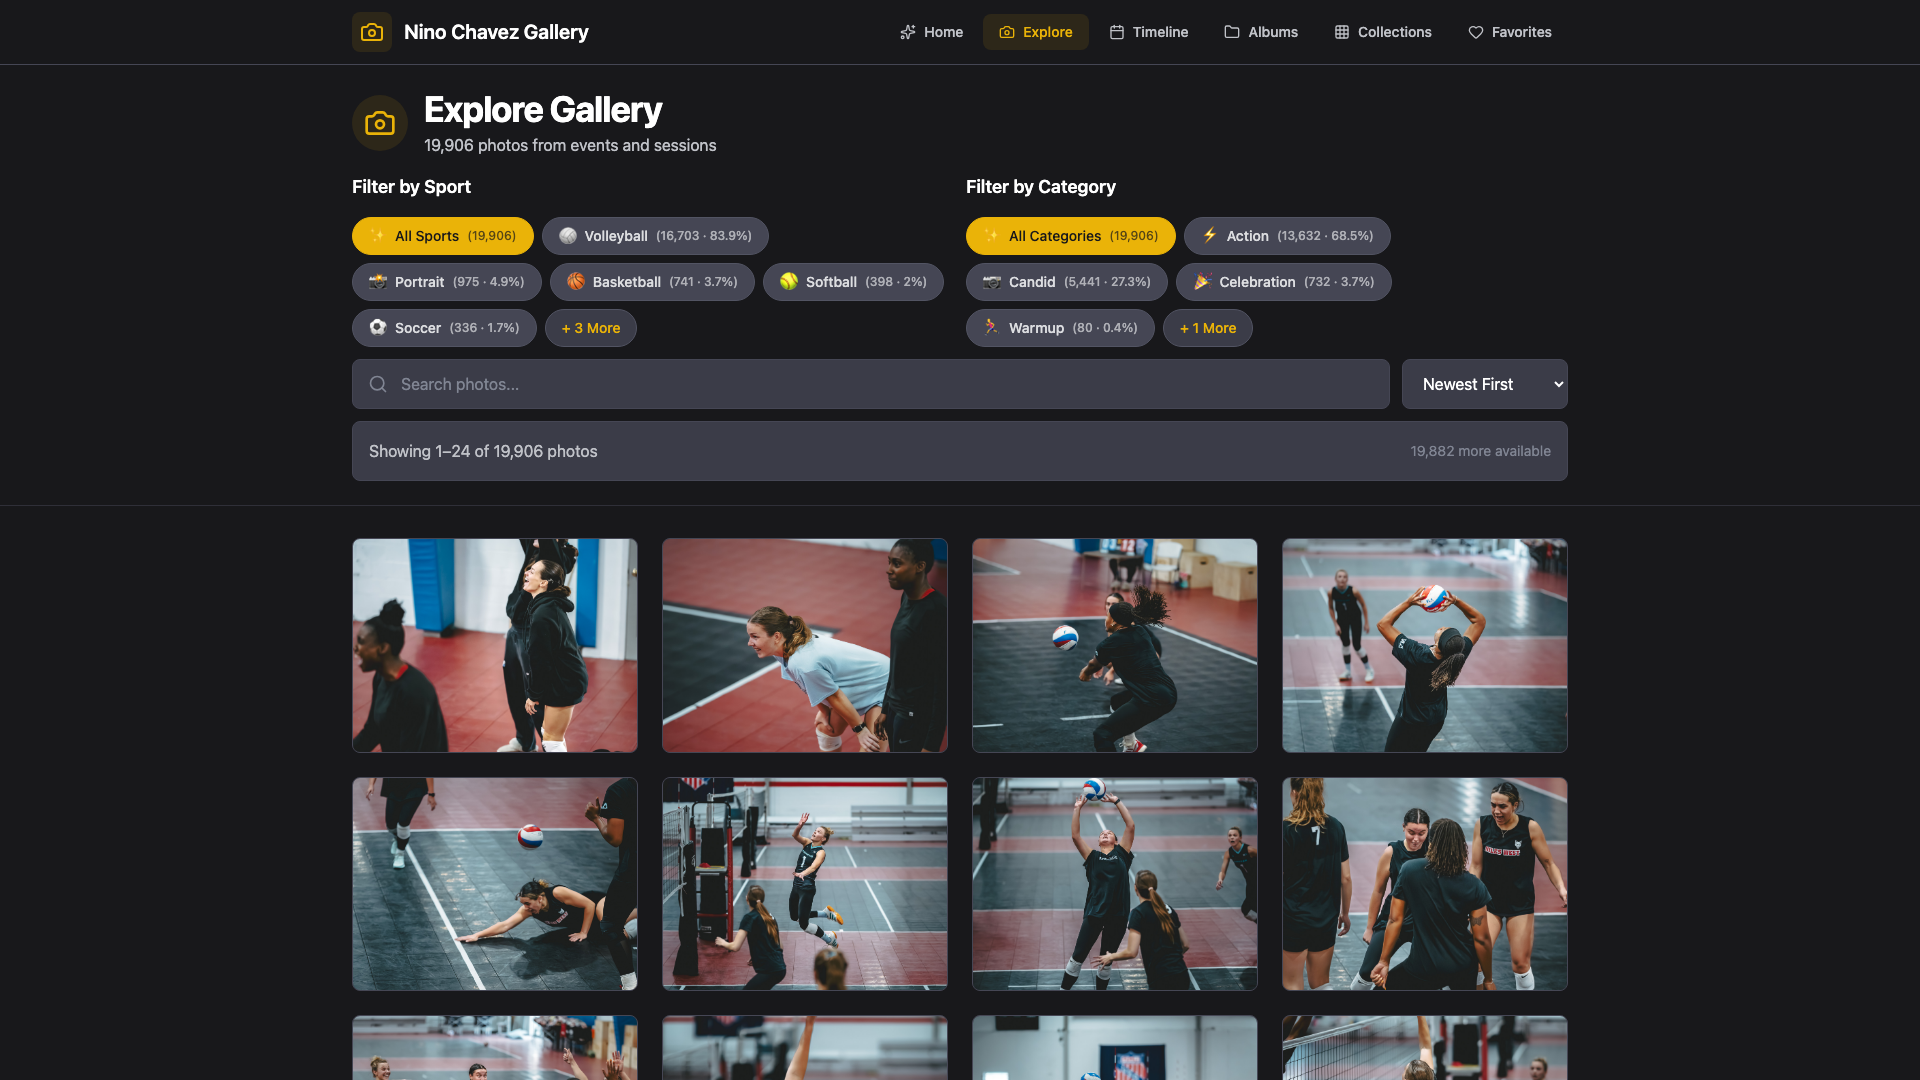 Nino Chavez Gallery
Home
Explore
Timeline
Albums
Collections
Favorites
Explore Gallery
19,906 photos from events and sessions
Filter by Sport
All Sports (19,906)
Volleyball (16,703 · 83.9%)
Portrait (975 · 4.9%)
Basketball (741 · 3.7%)
Softball (398 · 2%)
Soccer (336 · 1.7%)
+ 3 More
Filter by Category
All Categories (19,906)
Action (13,632 · 68.5%)
Candid (5,441 · 27.3%)
Celebration (732 · 3.7%)
Warmup (80 · 0.4%)
+ 1 More
Search photos...
Newest First
Showing 1–24 of 19,906 photos
19,882 more available
7